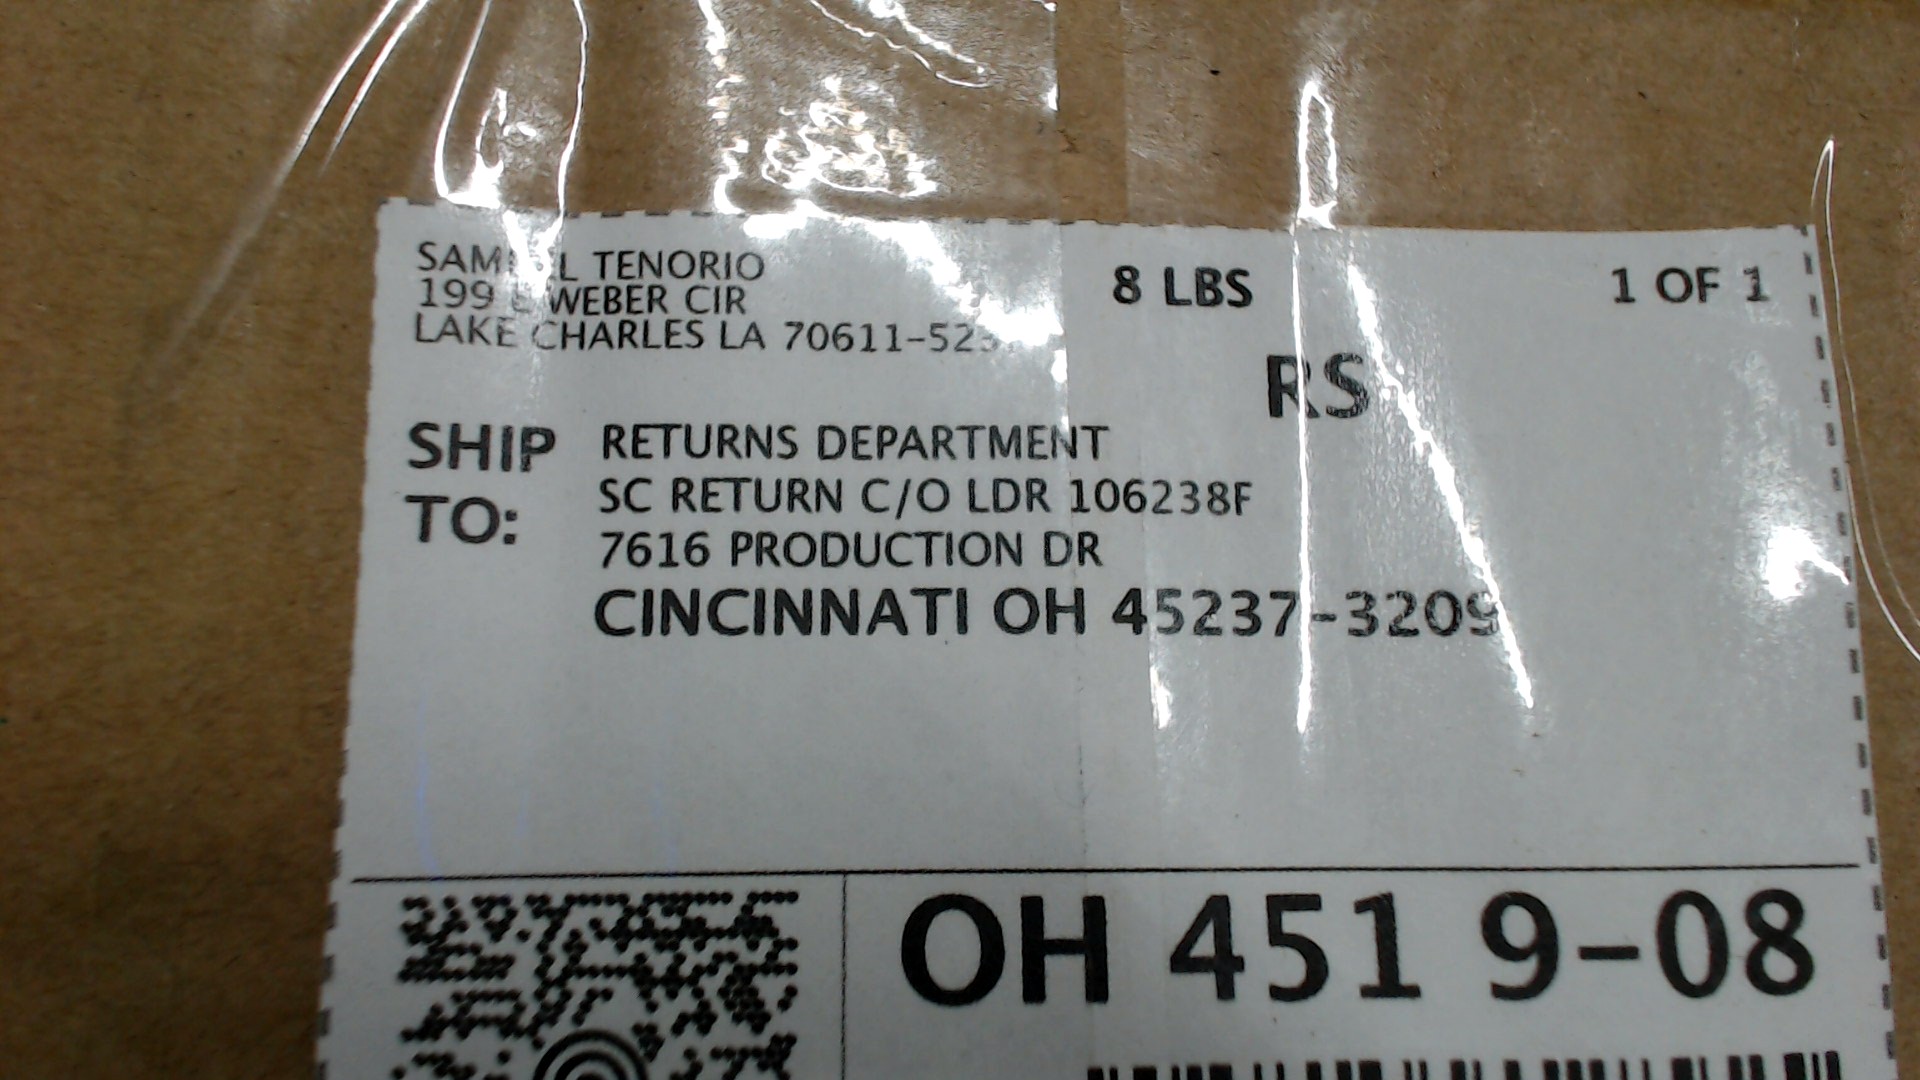 TENORIO
199 WEBER CIR
LAKE CHARLES LA
8 LBS
1 OF 1
RS
SHIP TO:
RETURNS DEPARTMENT
SC RETURN C/O LDR 106238F
7616 PRODUCTION DR
CINCINNATI OH 45237-3209
OH 451 9-08